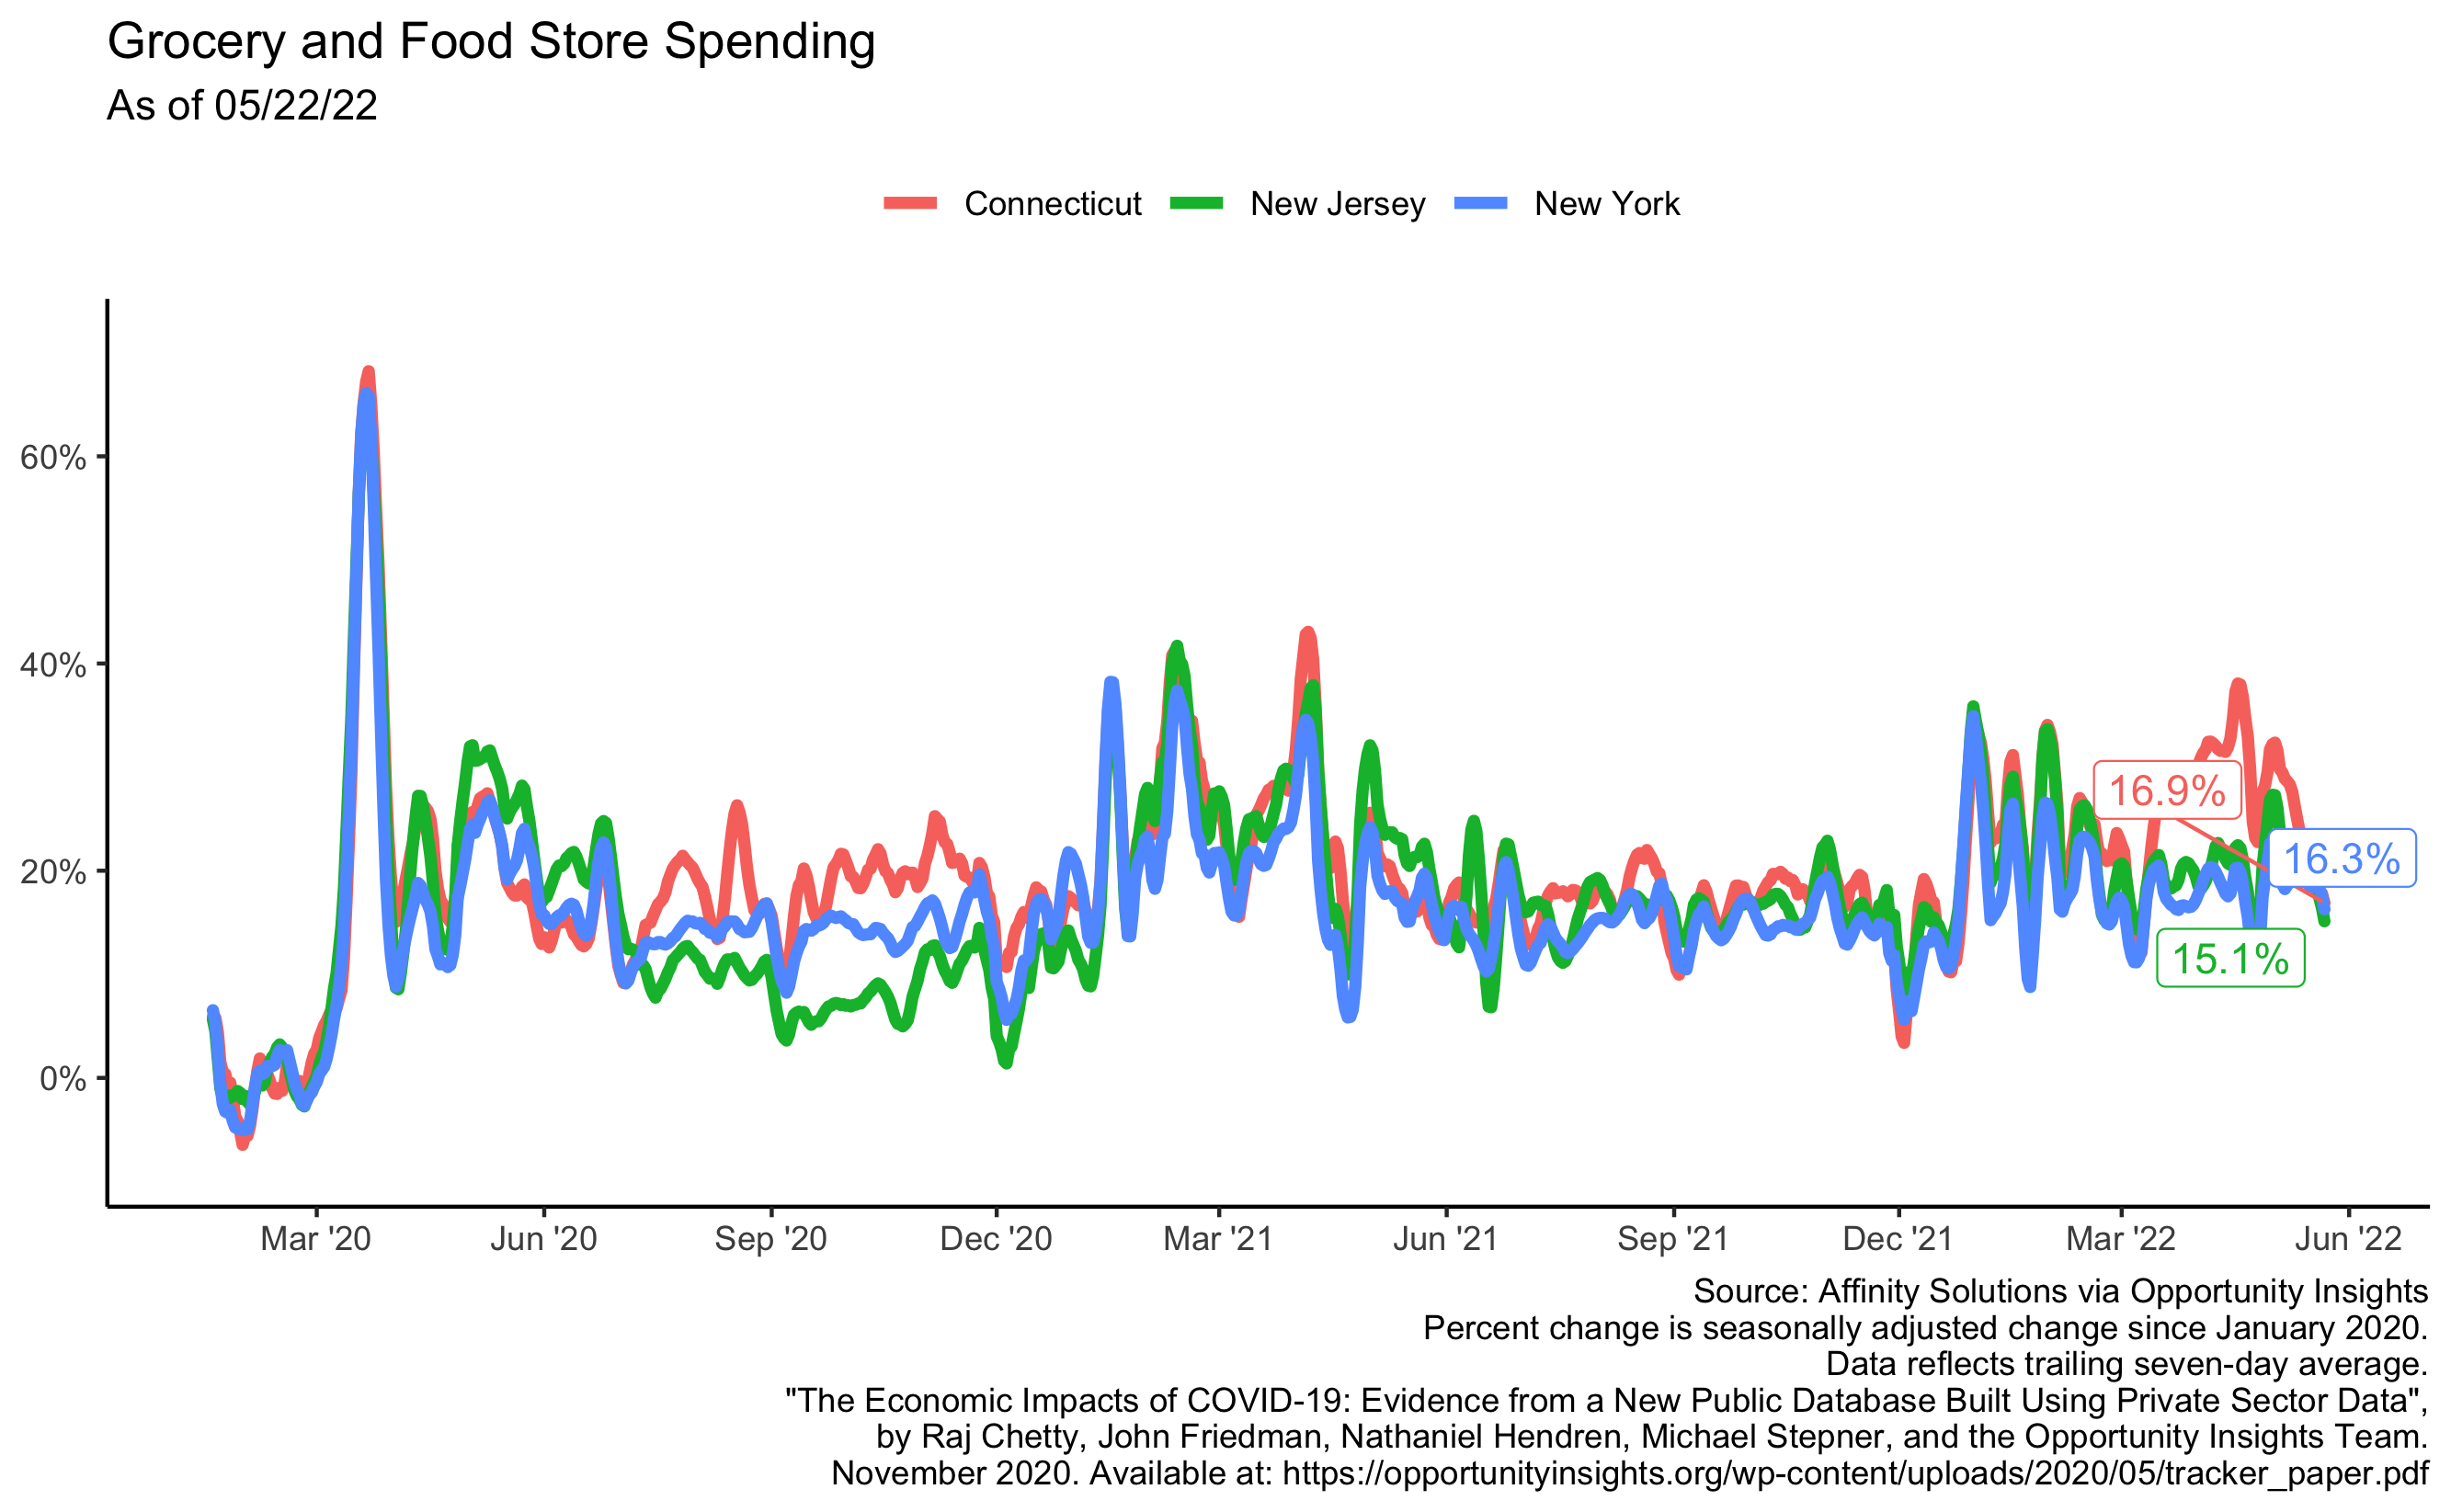 Grocery and Food Store Spending
As of 05/22/22
Connecticut New Jersey New York
60%
40%
20%
0%
16.9%
16.3%
15.1%
Mar '20 Jun '20 Sep '20 Dec '20 Mar '21 Jun '21 Sep '21 Dec '21 Mar '22 Jun '22
Source: Affinity Solutions via Opportunity Insights
Percent change is seasonally adjusted change since January 2020.
Data reflects trailing seven-day average.
"The Economic Impacts of COVID-19: Evidence from a New Public Database Built Using Private Sector Data",
by Raj Chetty, John Friedman, Nathaniel Hendren, Michael Stepner, and the Opportunity Insights Team.
November 2020. Available at: https://opportunityinsights.org/wp-content/uploads/2020/05/tracker_paper.pdf